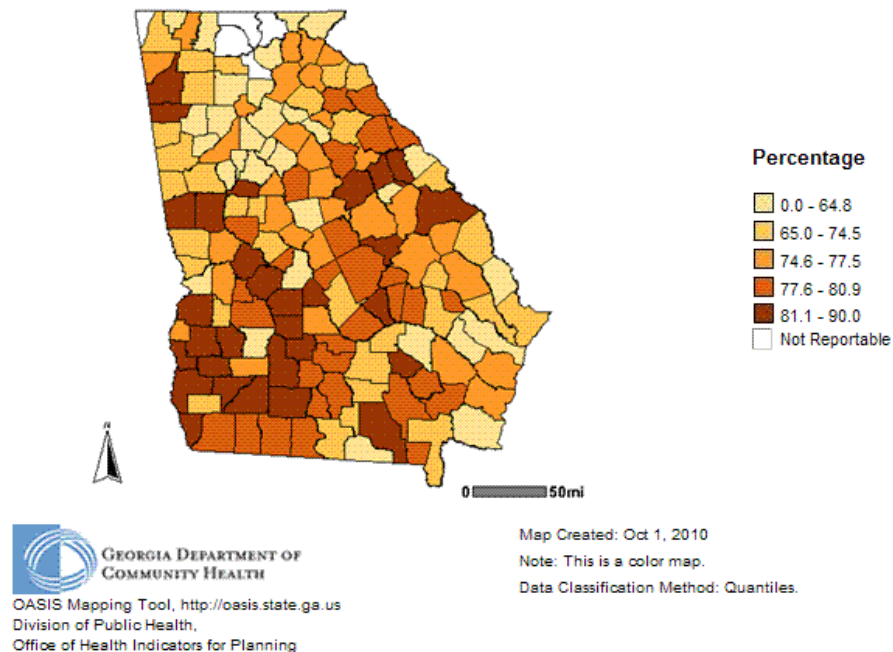 Percentage
0.0 - 64.8
65.0 - 74.5
74.6 - 77.5
77.6 - 80.9
81.1 - 90.0
Not Reportable
N
0 50mi
GEORGIA DEPARTMENT OF
COMMUNITY HEALTH
OASIS Mapping Tool, http://oasis.state.ga.us
Division of Public Health,
Office of Health Indicators for Planning
Map Created: Oct 1, 2010
Note: This is a color map.
Data Classification Method: Quantiles.